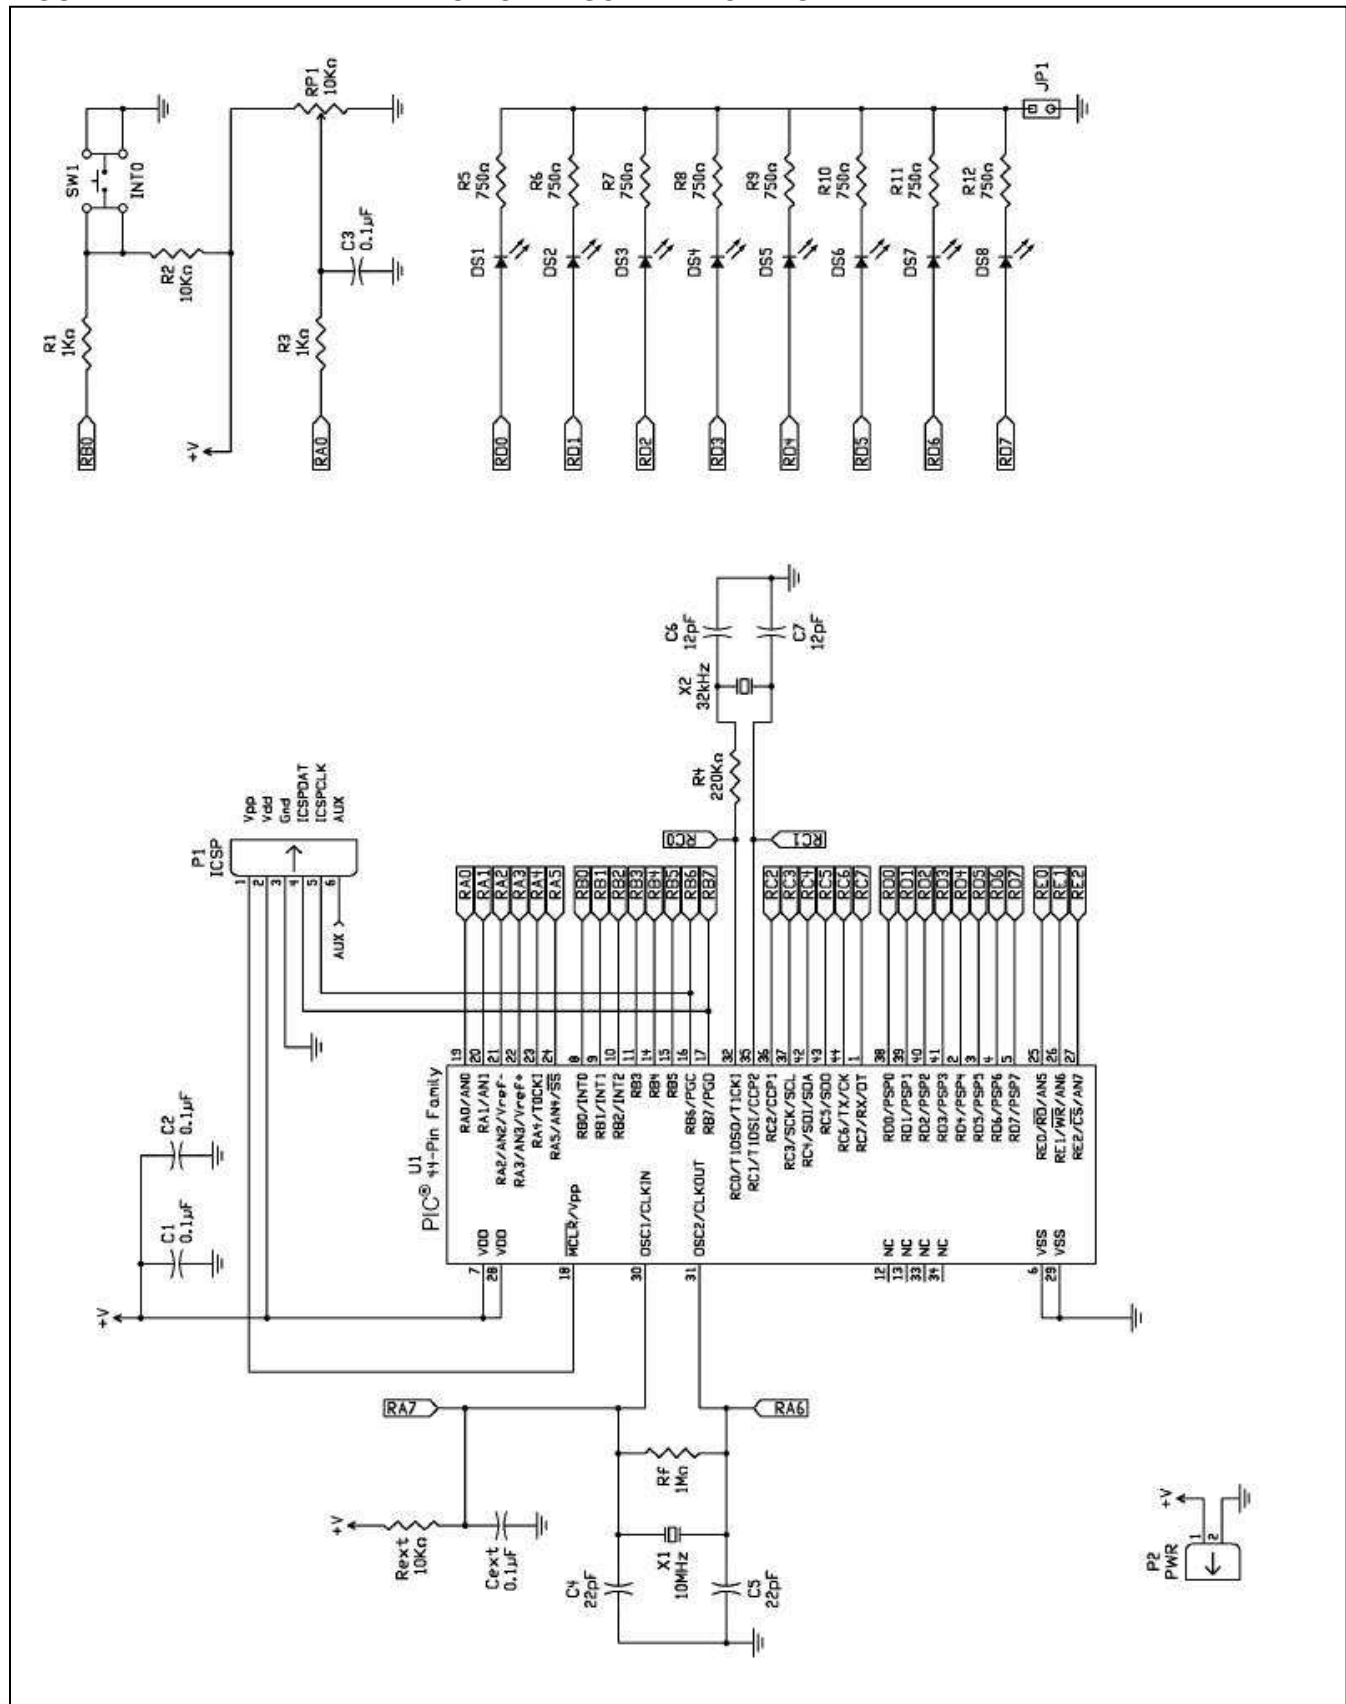 SW1
INT0
R1
1KΩ
R2
10KΩ
RB0
+V
RP1
10KΩ
C3
0.1µF
R3
1KΩ
RA0
JP1
R5
750Ω
R6
750Ω
R7
750Ω
R8
750Ω
R9
750Ω
R10
750Ω
R11
750Ω
R12
750Ω
DS1
DS2
DS3
DS4
DS5
DS6
DS7
DS8
RD0
RD1
RD2
RD3
RD4
RD5
RD6
RD7
C6
12pF
C7
12pF
X2
32kHz
R4
220KΩ
RC0
RC1
P1
ICSP
Vpp
Vdd
Gnd
ICSPDAT
ICSPCLK
AUX
1
2
3
4
5
6
AUX
RA0
RA1
RA2
RA3
RA4
RA5
RB0
RB1
RB2
RB3
RB4
RB5
RB6
RB7
RC2
RC3
RC4
RC5
RC6
RC7
RD0
RD1
RD2
RD3
RD4
RD5
RD6
RD7
RE0
RE1
RE2
19
20
21
22
23
24
8
9
10
11
14
15
16
17
32
35
36
37
42
43
44
1
38
39
40
41
2
3
4
5
25
26
27
U1
PIC® 44-Pin Family
RA0/AN0
RA1/AN1
RA2/AN2/Vref-
RA3/AN3/Vref+
RA4/T0CKI
RA5/AN4/SS
RB0/INT0
RB1/INT1
RB2/INT2
RB3
RB4
RB5
RB6/PGC
RB7/PGD
RC0/T1OSO/T1CKI
RC1/T1OSI/CCP2
RC2/CCP1
RC3/SCK/SCL
RC4/SDI/SDA
RC5/SDO
RC6/TX/CK
RC7/RX/DT
RD0/PSP0
RD1/PSP1
RD2/PSP2
RD3/PSP3
RD4/PSP4
RD5/PSP5
RD6/PSP6
RD7/PSP7
RE0/RD/AN5
RE1/WR/AN6
RE2/CS/AN7
VDD
VDD
MCLR/Vpp
OSC1/CLKIN
OSC2/CLKOUT
NC
NC
NC
NC
VSS
VSS
7
28
18
30
31
12
13
33
34
6
29
C1
0.1µF
C2
0.1µF
+V
RA7
RA6
+V
Rext
10KΩ
Cext
0.1µF
Rf
1MΩ
X1
10MHz
C4
22pF
C5
22pF
P2
PWR
1
2
+V